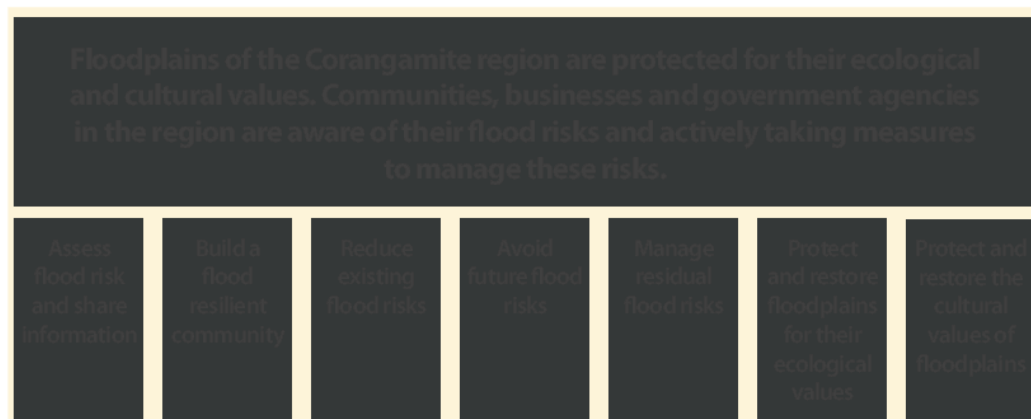 Floodplains of the Corangamite region are protected for their ecological
and cultural values. Communities, businesses and government agencies
in the region are aware of their flood risks and actively taking measures
to manage these risks.
Assess
flood risk
and share
information
Build a
flood
resilient
community
Reduce
existing
flood risks
Avoid
future flood
risks
Manage
residual
flood risks
Protect
and restore
floodplains
for their
ecological
values
Protect and
restore the
cultural
values of
floodplains